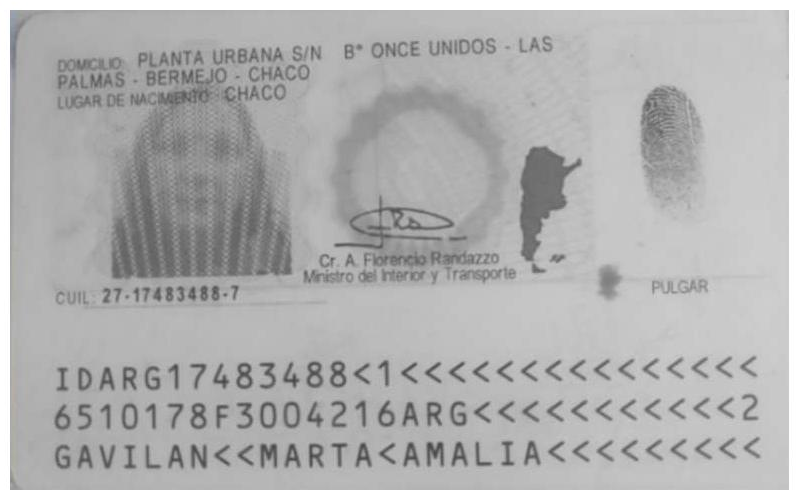 DOMICILIO: PLANTA URBANA S/N B° ONCE UNIDOS - LAS
PALMAS - BERMEJO - CHACO
LUGAR DE NACIMIENTO: CHACO
Cr. A. Florencio Randazzo
Ministro del Interior y Transporte
CUIL: 27-17483488-7
PULGAR
IDARG17483488<1<<<<<<<<<<<<<<<
6510178F3004216ARG<<<<<<<<<<<2
GAVILAN<<MARTA<AMALIA<<<<<<<<<